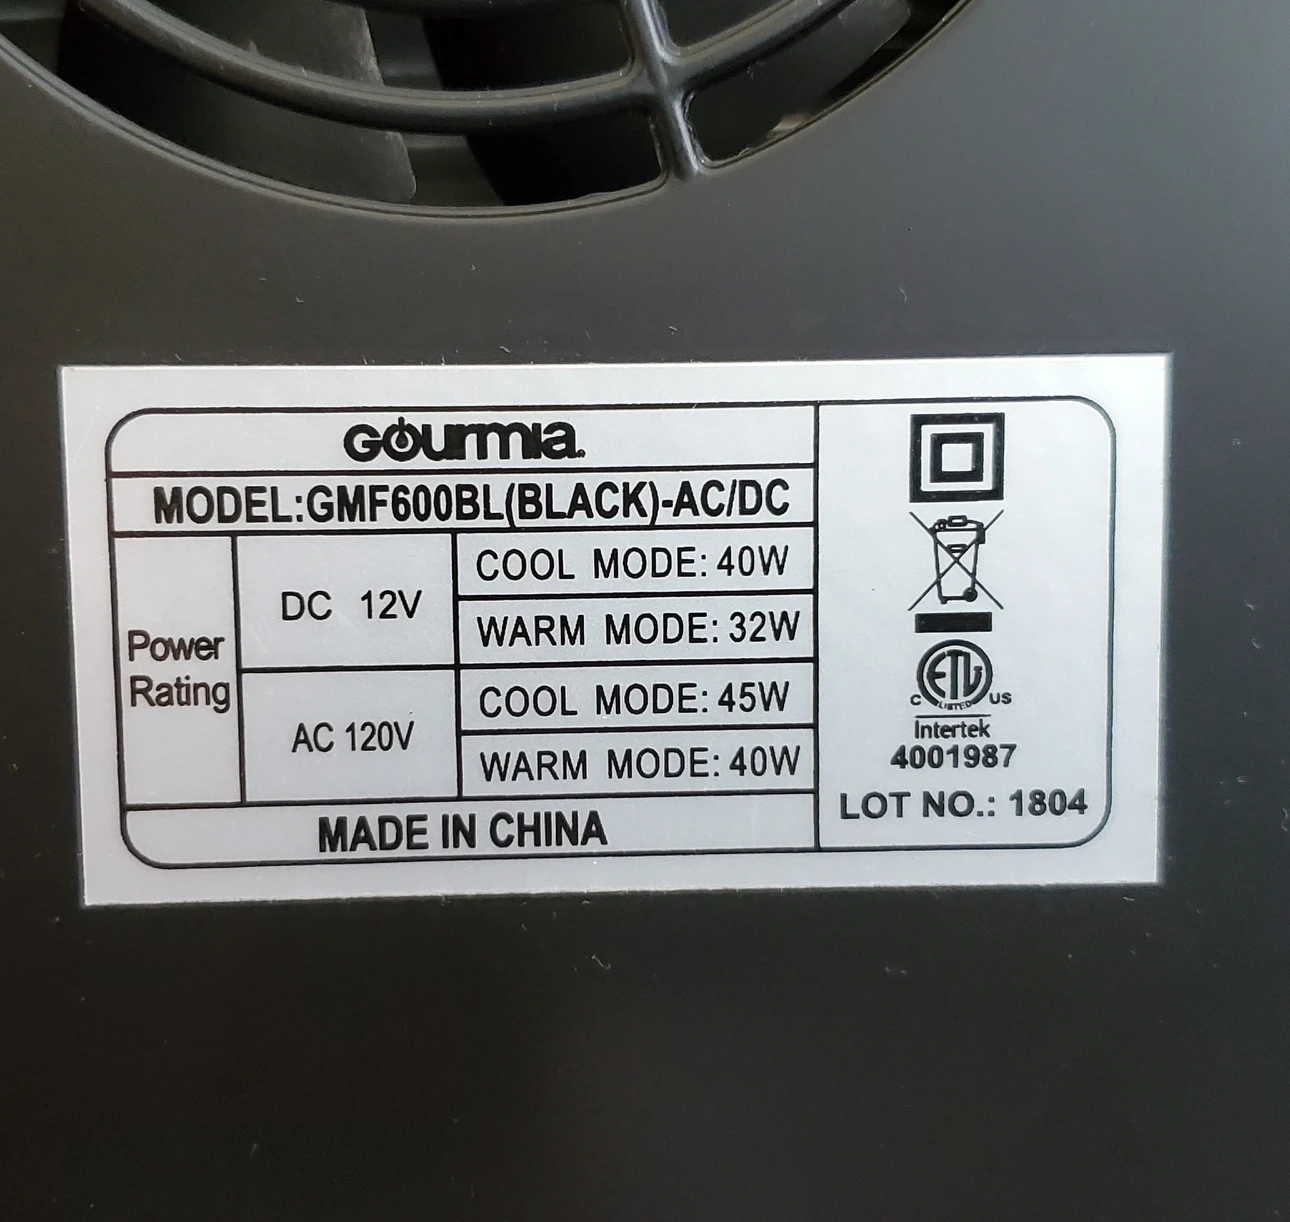 Gourmia®
MODEL:GMF600BL(BLACK)-AC/DC
Power
Rating
DC 12V
COOL MODE: 40W
WARM MODE: 32W
AC 120V
COOL MODE: 45W
WARM MODE: 40W
MADE IN CHINA
ETL
C LISTED US
Intertek
4001987
LOT NO.: 1804